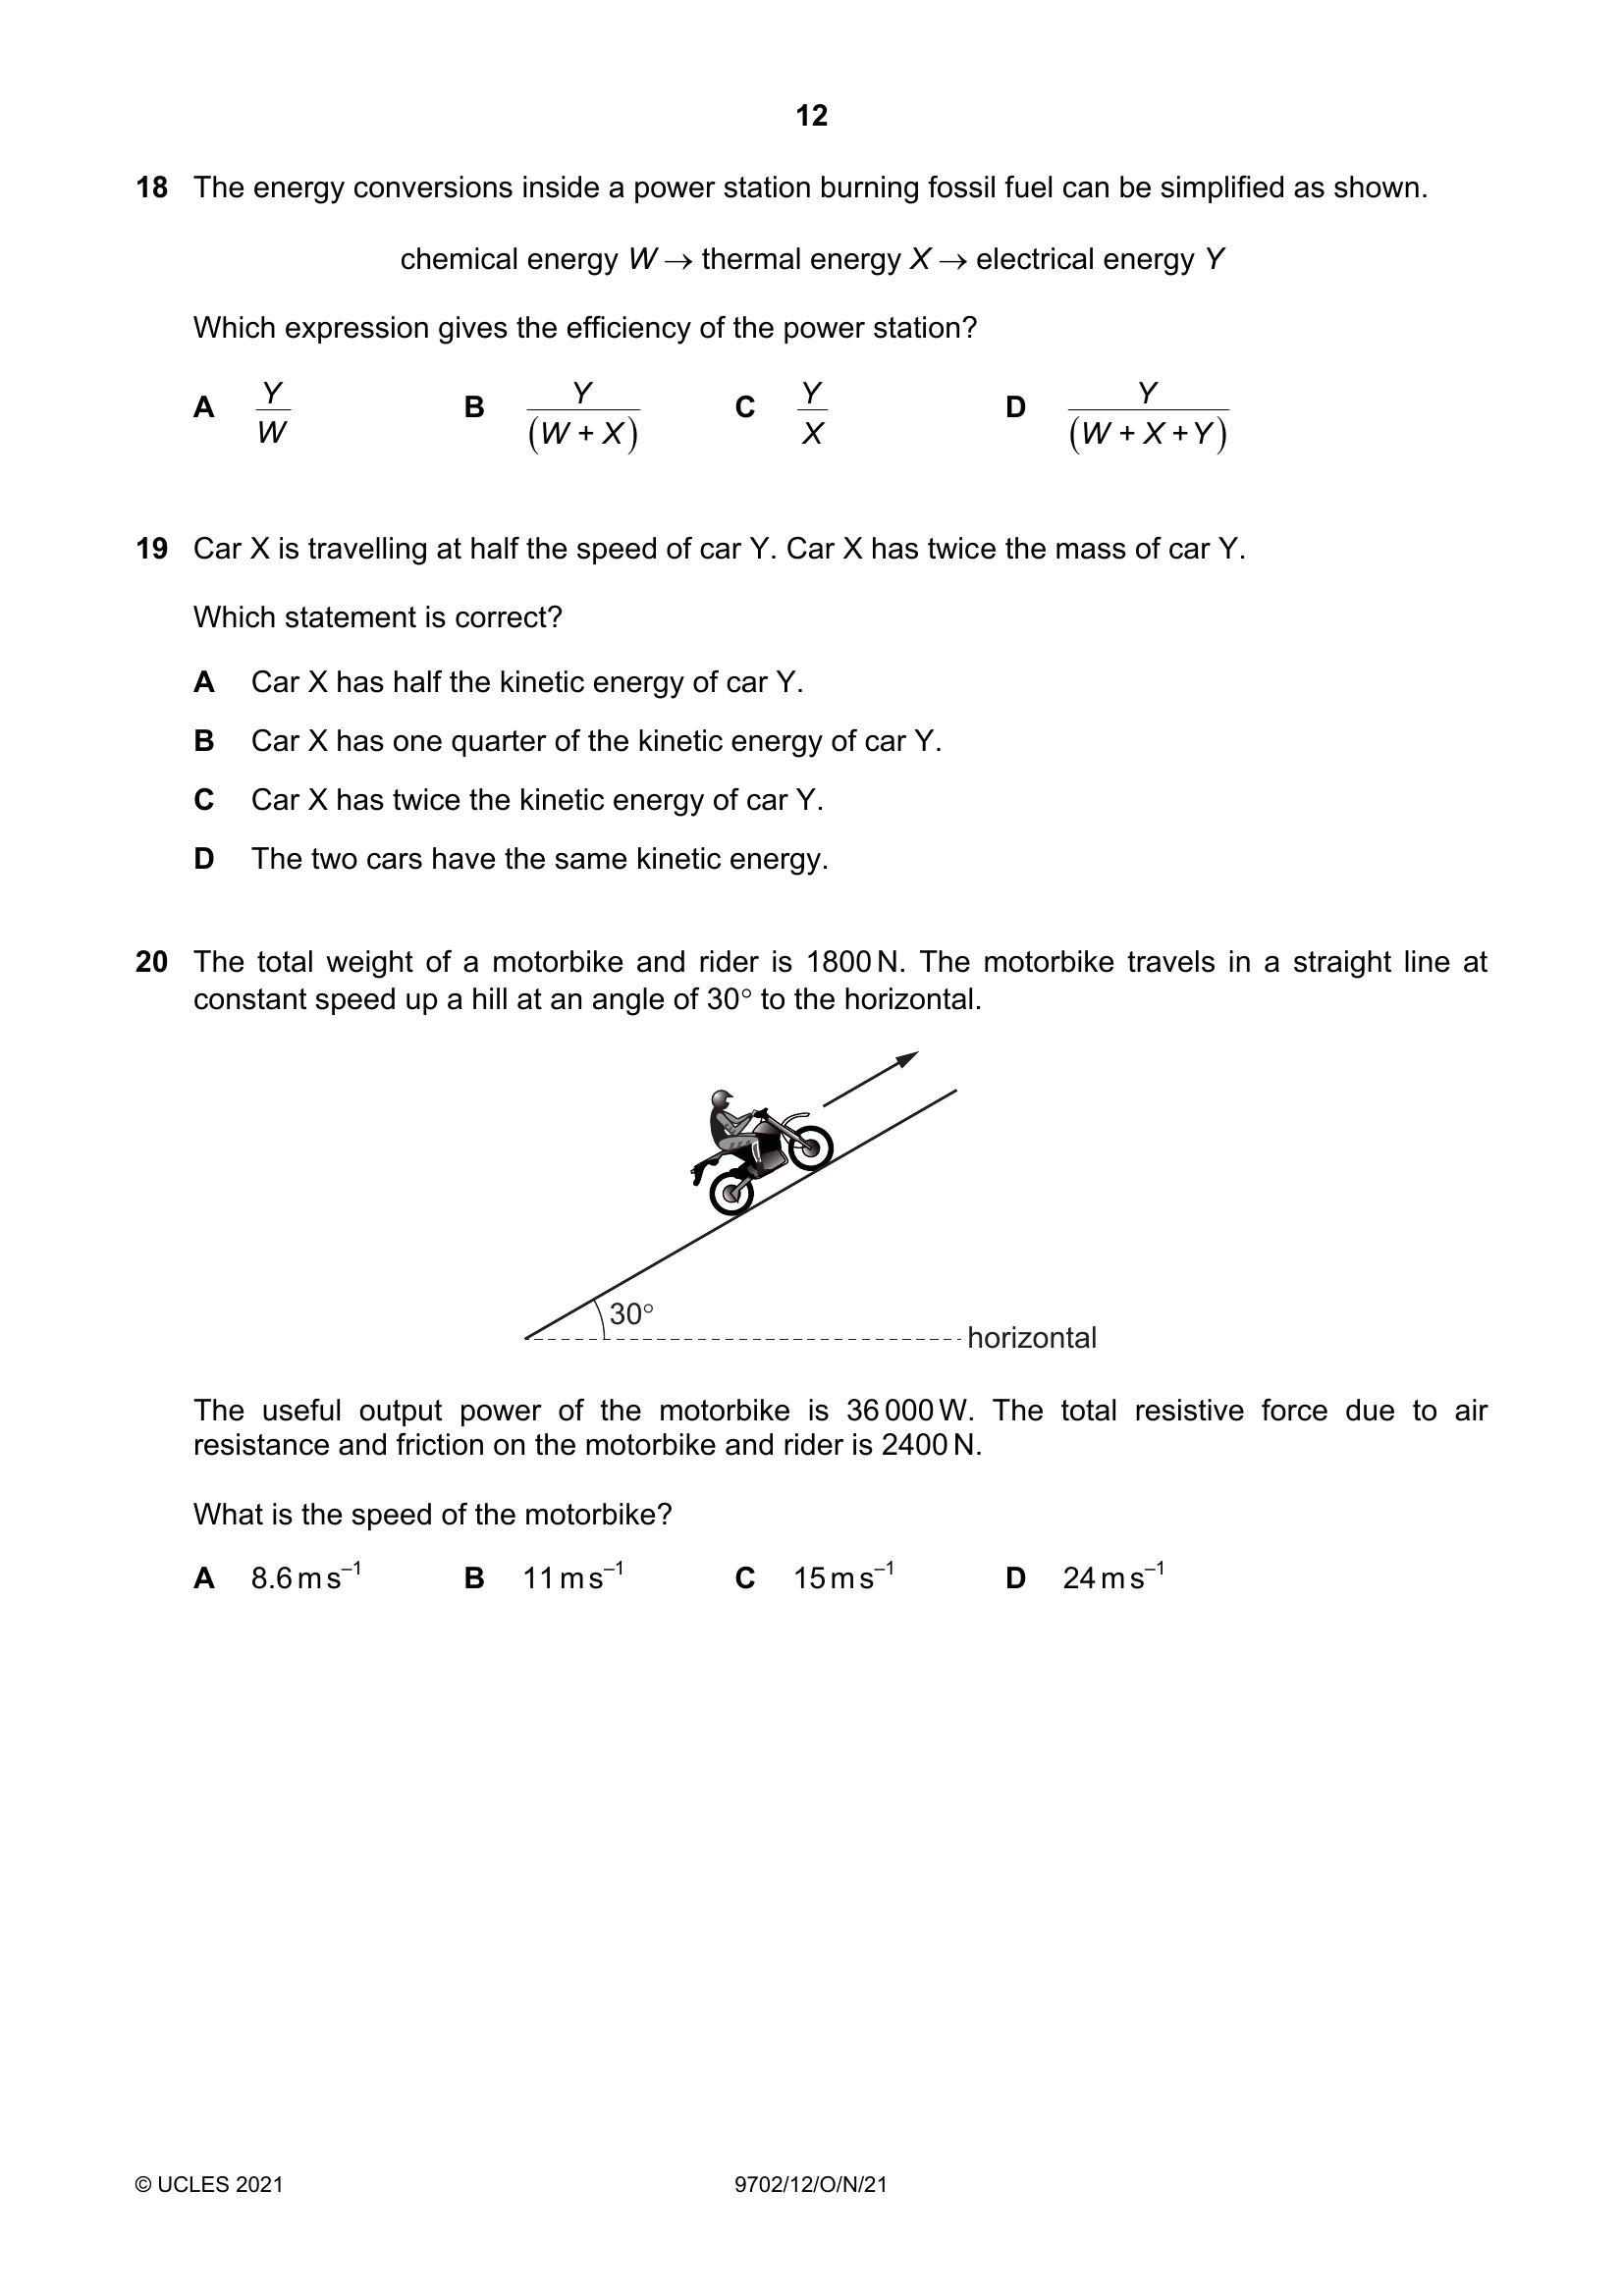 12
18 The energy conversions inside a power station burning fossil fuel can be simplified as shown.
chemical energy W → thermal energy X → electrical energy Y
Which expression gives the efficiency of the power station?
A Y/W B Y/(W + X) C Y/X D Y/(W + X + Y)
19 Car X is travelling at half the speed of car Y. Car X has twice the mass of car Y.
Which statement is correct?
A Car X has half the kinetic energy of car Y.
B Car X has one quarter of the kinetic energy of car Y.
C Car X has twice the kinetic energy of car Y.
D The two cars have the same kinetic energy.
20 The total weight of a motorbike and rider is 1800 N. The motorbike travels in a straight line at
constant speed up a hill at an angle of 30° to the horizontal.
30°
horizontal
The useful output power of the motorbike is 36 000 W. The total resistive force due to air
resistance and friction on the motorbike and rider is 2400 N.
What is the speed of the motorbike?
A 8.6 m s⁻¹ B 11 m s⁻¹ C 15 m s⁻¹ D 24 m s⁻¹
© UCLES 2021 9702/12/O/N/21